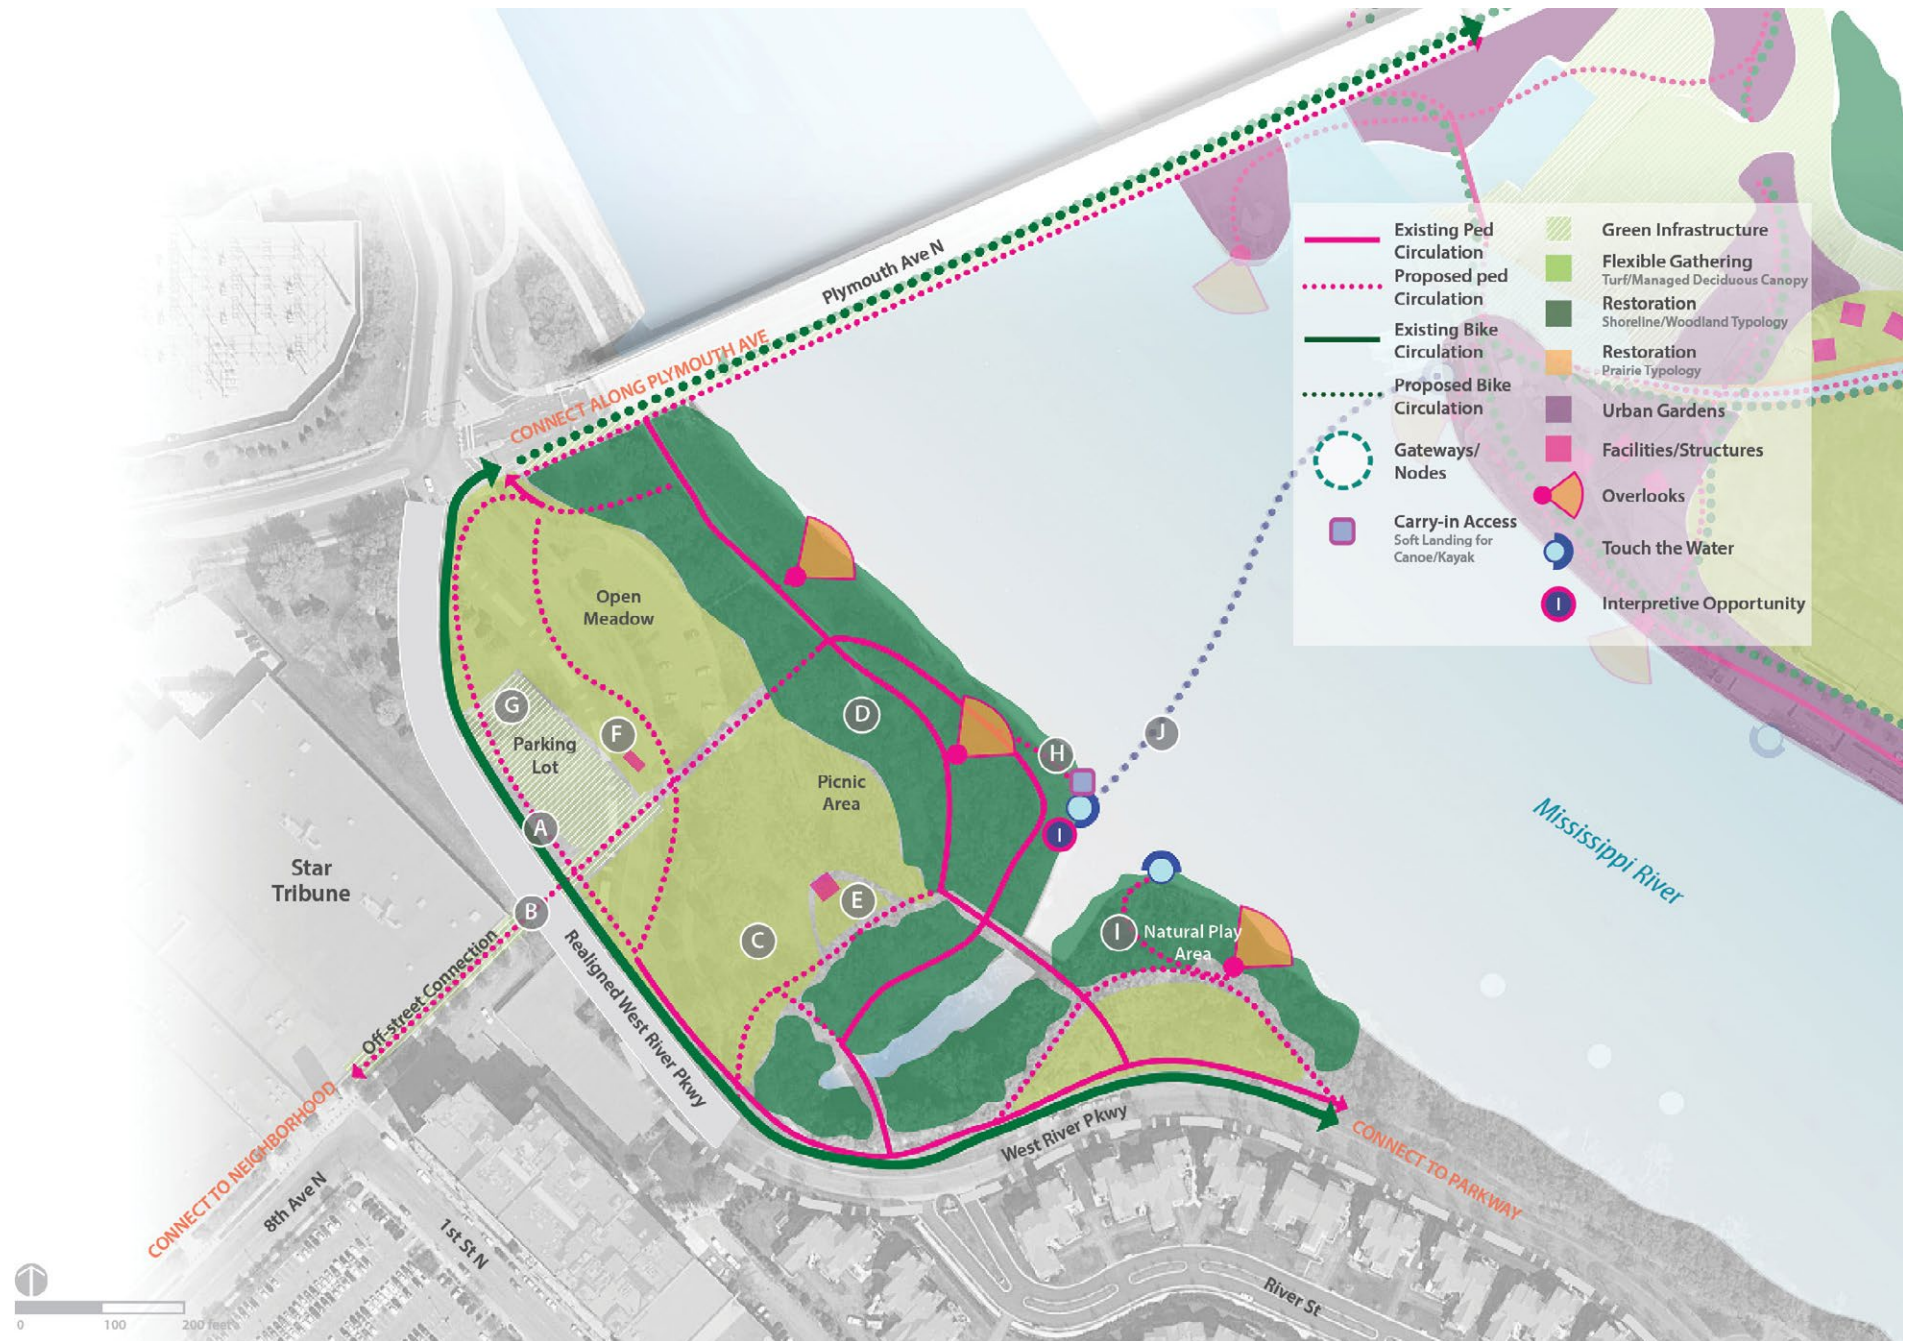 Plymouth Ave N
CONNECT ALONG PLYMOUTH AVE
Existing Ped
Circulation
Proposed ped
Circulation
Existing Bike
Circulation
Proposed Bike
Circulation
Gateways/
Nodes
Carry-in Access
Soft Landing for
Canoe/Kayak
Green Infrastructure
Flexible Gathering
Turf/Managed Deciduous Canopy
Restoration
Shoreline/Woodland Typology
Restoration
Prairie Typology
Urban Gardens
Facilities/Structures
Overlooks
Touch the Water
I
Interpretive Opportunity
Open
Meadow
G
Parking
Lot
F
D
H
J
Picnic
Area
A
I
Star
Tribune
B
E
C
I
Natural Play
Area
Mississippi River
Off-street Connection
Realigned West River Pkwy
West River Pkwy
CONNECT TO NEIGHBORHOOD
CONNECT TO PARKWAY
8th Ave N
1st St N
River St
0 100 200 feet